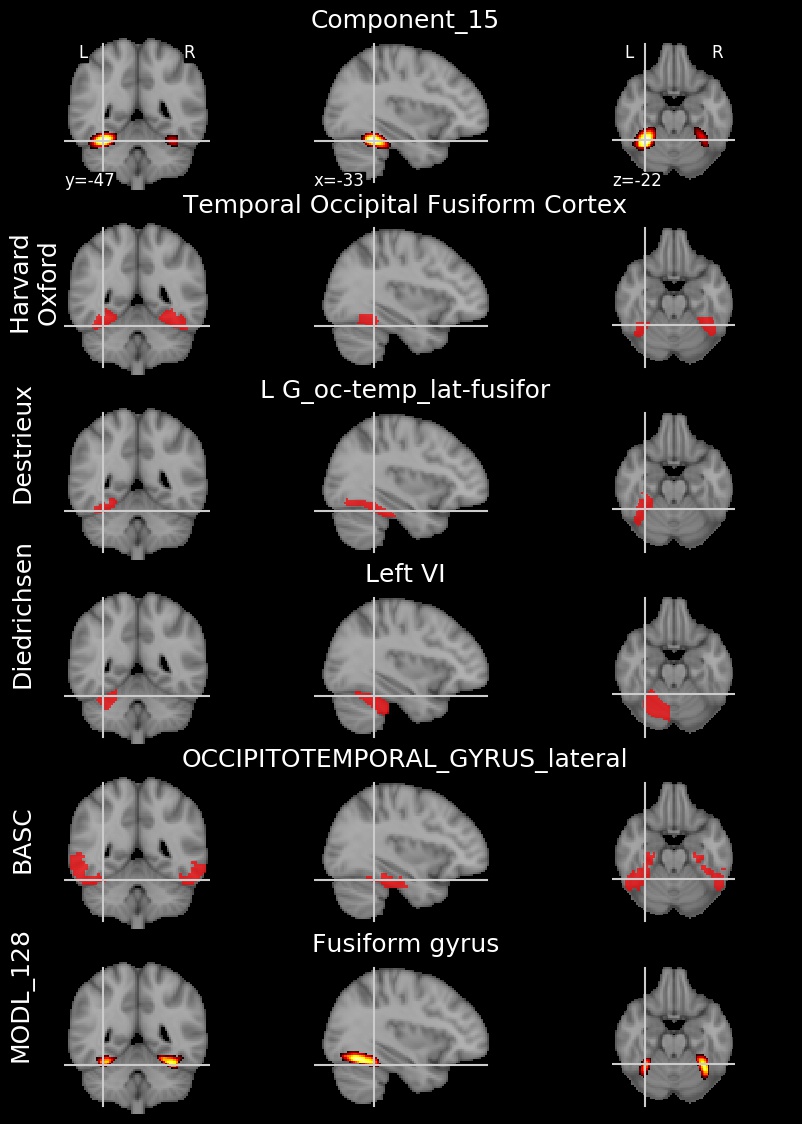 Component_15
L R L R
y=-47 x=-33 z=-22
Temporal Occipital Fusiform Cortex
Harvard
Oxford
L G_oc-temp_lat-fusifor
Destrieux
Left VI
Diedrichsen
OCCIPITOTEMPORAL_GYRUS_lateral
BASC
Fusiform gyrus
MODL_128